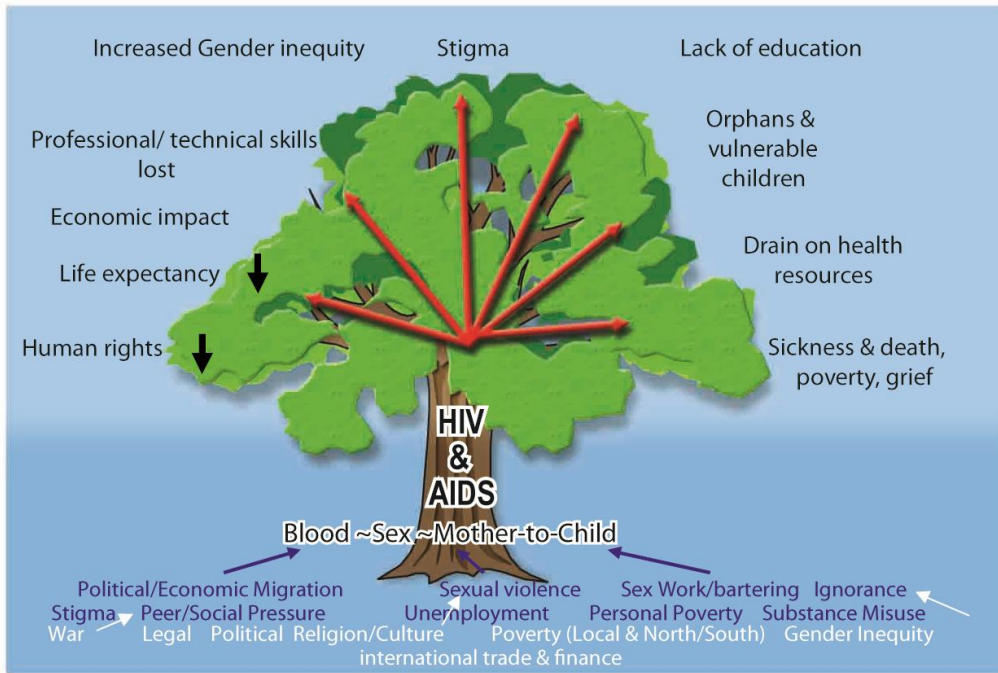 Increased Gender inequity
Stigma
Lack of education
Professional/ technical skills
lost
Orphans &
vulnerable
children
Economic impact
Life expectancy
Drain on health
resources
Human rights
Sickness & death,
poverty, grief
HIV
&
AIDS
Blood ~Sex ~Mother-to-Child
Political/Economic Migration Sexual violence Sex Work/bartering Ignorance
Stigma Peer/Social Pressure Unemployment Personal Poverty Substance Misuse
War Legal Political Religion/Culture Poverty (Local & North/South) Gender Inequity
international trade & finance